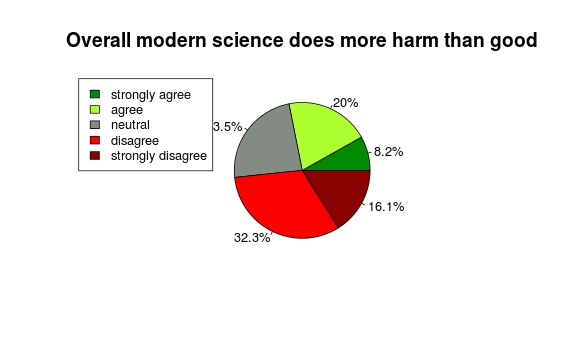 Overall modern science does more harm than good
strongly agree
agree
neutral
disagree
strongly disagree
20%
3.5%
8.2%
16.1%
32.3%